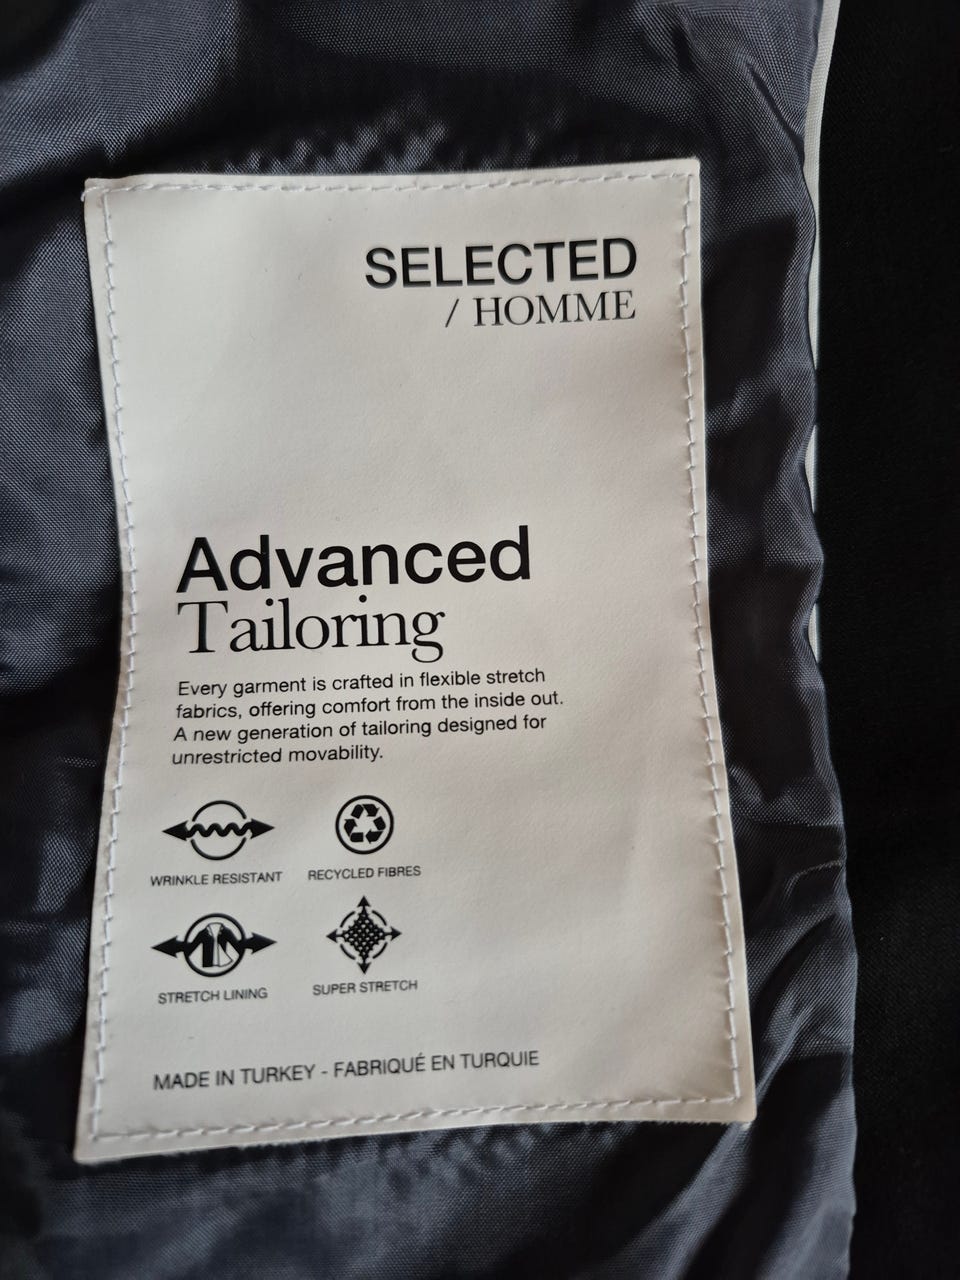 SELECTED
/ HOMME
Advanced
Tailoring
Every garment is crafted in flexible stretch
fabrics, offering comfort from the inside out.
A new generation of tailoring designed for
unrestricted movability.
WRINKLE RESISTANT
RECYCLED FIBRES
STRETCH LINING
SUPER STRETCH
MADE IN TURKEY - FABRIQUÉ EN TURQUIE